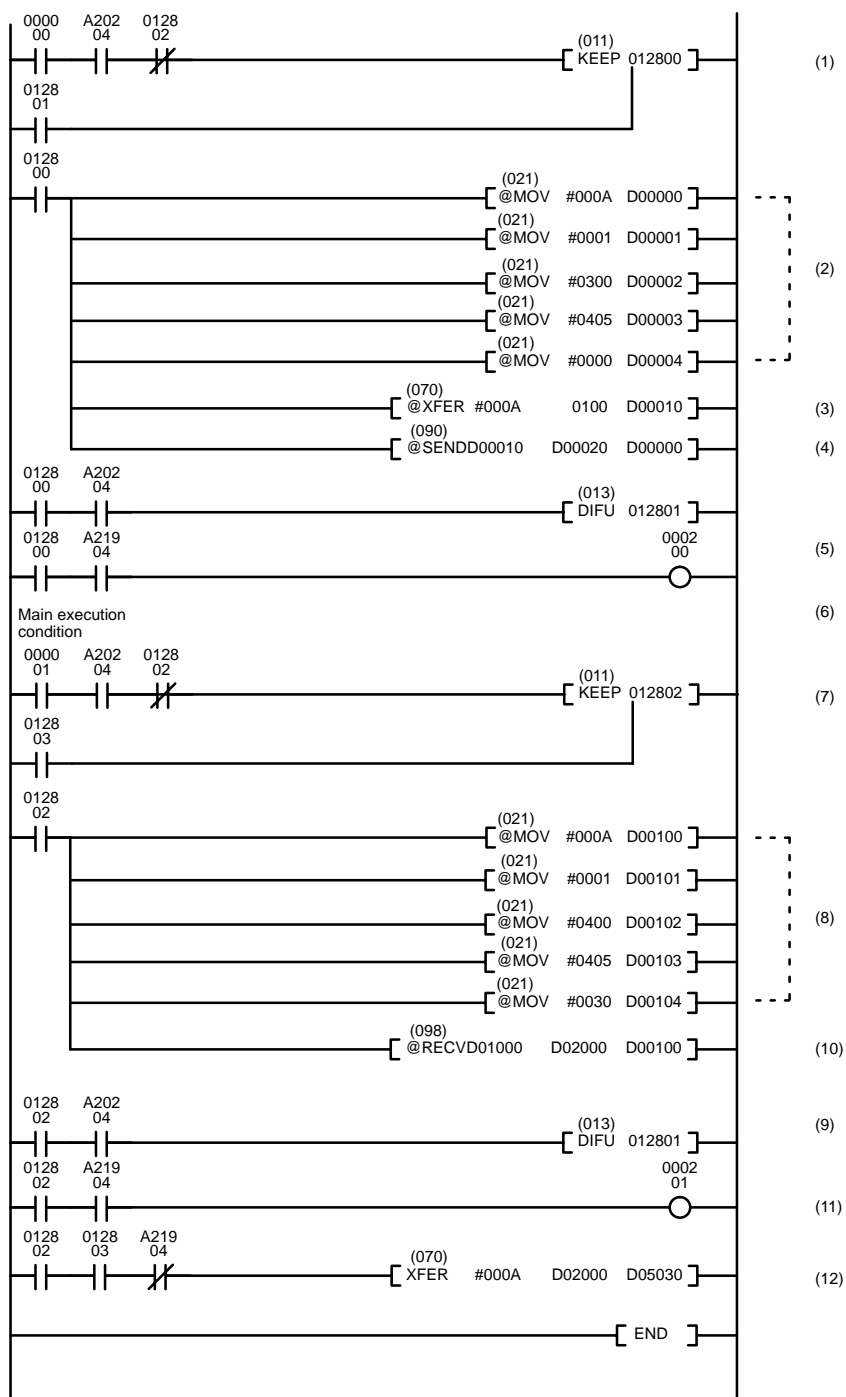 0000 A202 0128
00 04 02
(011)
KEEP 012800
(1)
0128
01
0128
00
(021)
@MOV #000A D00000
(021)
@MOV #0001 D00001
(2)
(021)
@MOV #0300 D00002
(021)
@MOV #0405 D00003
(021)
@MOV #0000 D00004
(070)
@XFER #000A 0100 D00010
(3)
(090)
@SENDD00010 D00020 D00000
(4)
0128 A202
00 04
(013)
DIFU 012801
0128 A219 0002
00 04 00
(5)
Main execution
condition
(6)
0000 A202 0128
01 04 02
(011)
KEEP 012802
(7)
0128
03
0128
02
(021)
@MOV #000A D00100
(021)
@MOV #0001 D00101
(021)
@MOV #0400 D00102
(8)
(021)
@MOV #0405 D00103
(021)
@MOV #0030 D00104
(098)
@RECVD01000 D02000 D00100
(10)
0128 A202
02 04
(013)
DIFU 012801
(9)
0128 A219 0002
02 04 01
(11)
0128 0128 A219
02 03 04
(070)
XFER #000A D02000 D05030
(12)
END